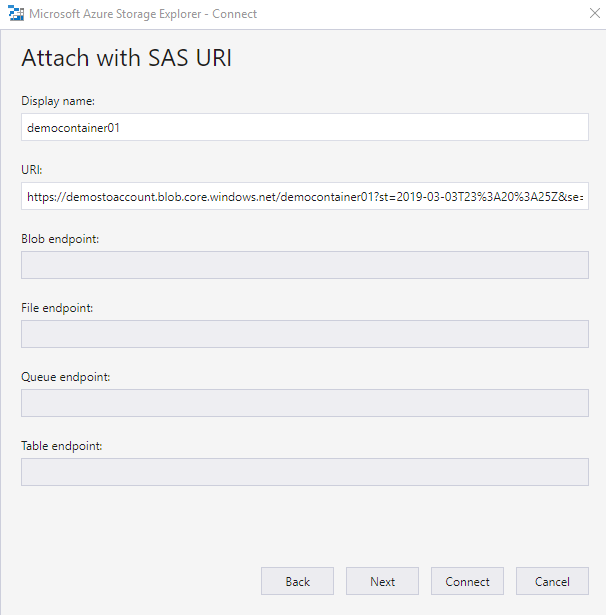 Microsoft Azure Storage Explorer - Connect
Attach with SAS URI
Display name:
democontainer01
URI:
https://demostoaccount.blob.core.windows.net/democontainer01?st=2019-03-03T23%3A20%3A25Z&se=
Blob endpoint:
File endpoint:
Queue endpoint:
Table endpoint:
Back Next Connect Cancel